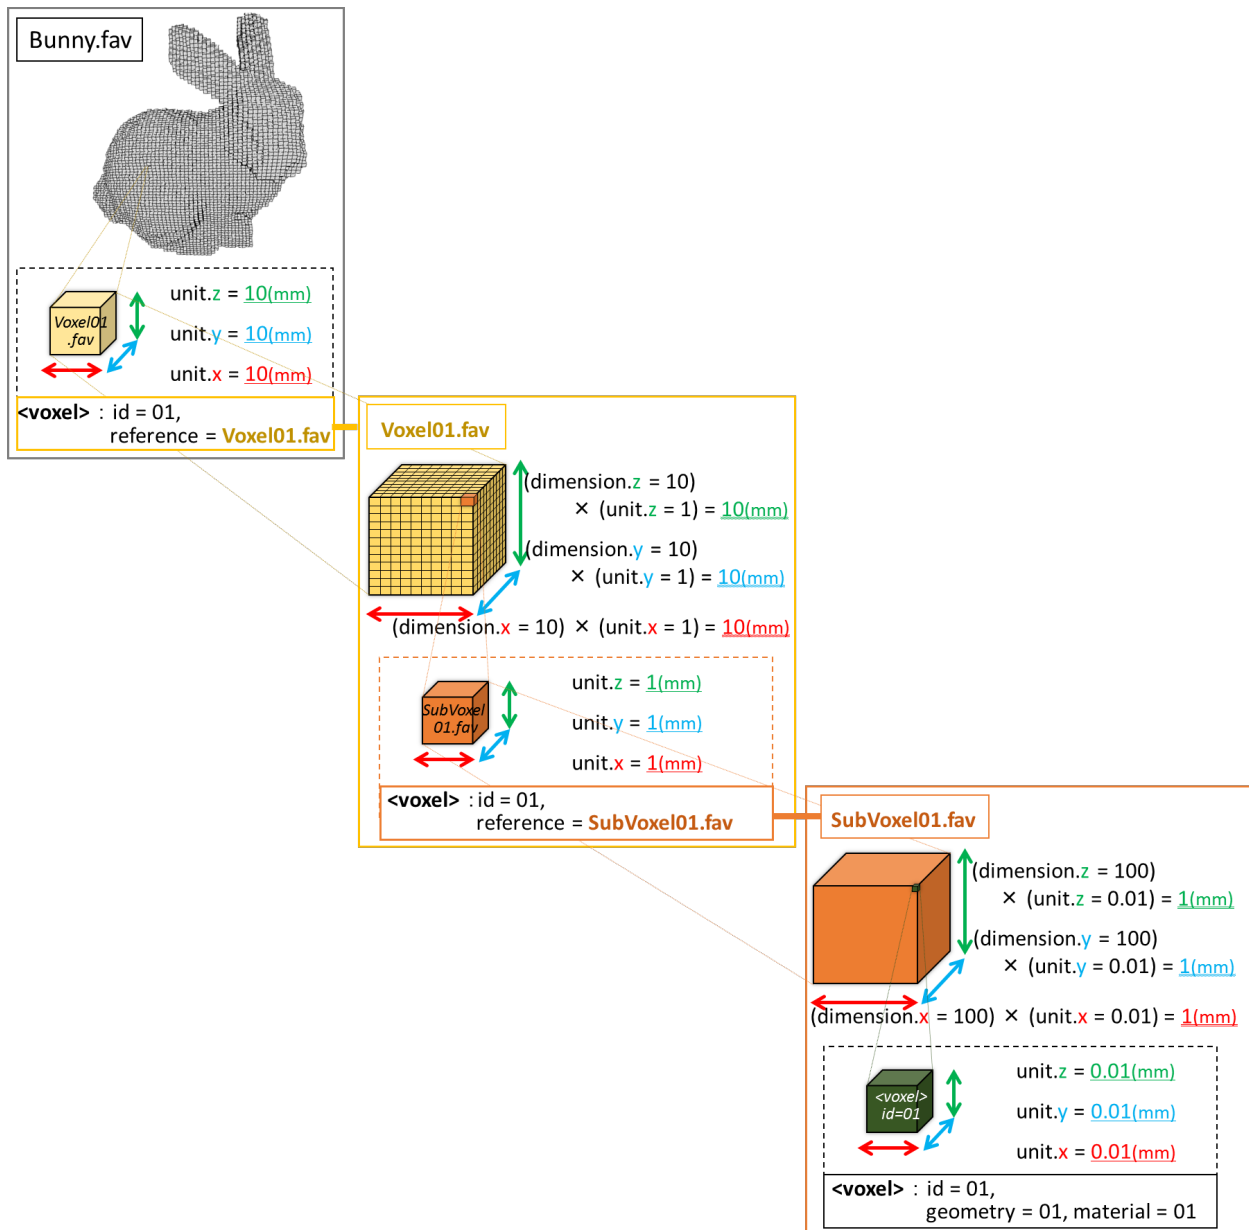 Bunny.fav
Voxel01
.fav
unit.z = 10(mm)
unit.y = 10(mm)
unit.x = 10(mm)
<voxel> : id = 01,
reference = Voxel01.fav
Voxel01.fav
(dimension.z = 10)
× (unit.z = 1) = 10(mm)
(dimension.y = 10)
× (unit.y = 1) = 10(mm)
(dimension.x = 10) × (unit.x = 1) = 10(mm)
SubVoxel
01.fav
unit.z = 1(mm)
unit.y = 1(mm)
unit.x = 1(mm)
<voxel> : id = 01,
reference = SubVoxel01.fav
SubVoxel01.fav
(dimension.z = 100)
× (unit.z = 0.01) = 1(mm)
(dimension.y = 100)
× (unit.y = 0.01) = 1(mm)
(dimension.x = 100) × (unit.x = 0.01) = 1(mm)
<voxel>
id=01
unit.z = 0.01(mm)
unit.y = 0.01(mm)
unit.x = 0.01(mm)
<voxel> : id = 01,
geometry = 01, material = 01